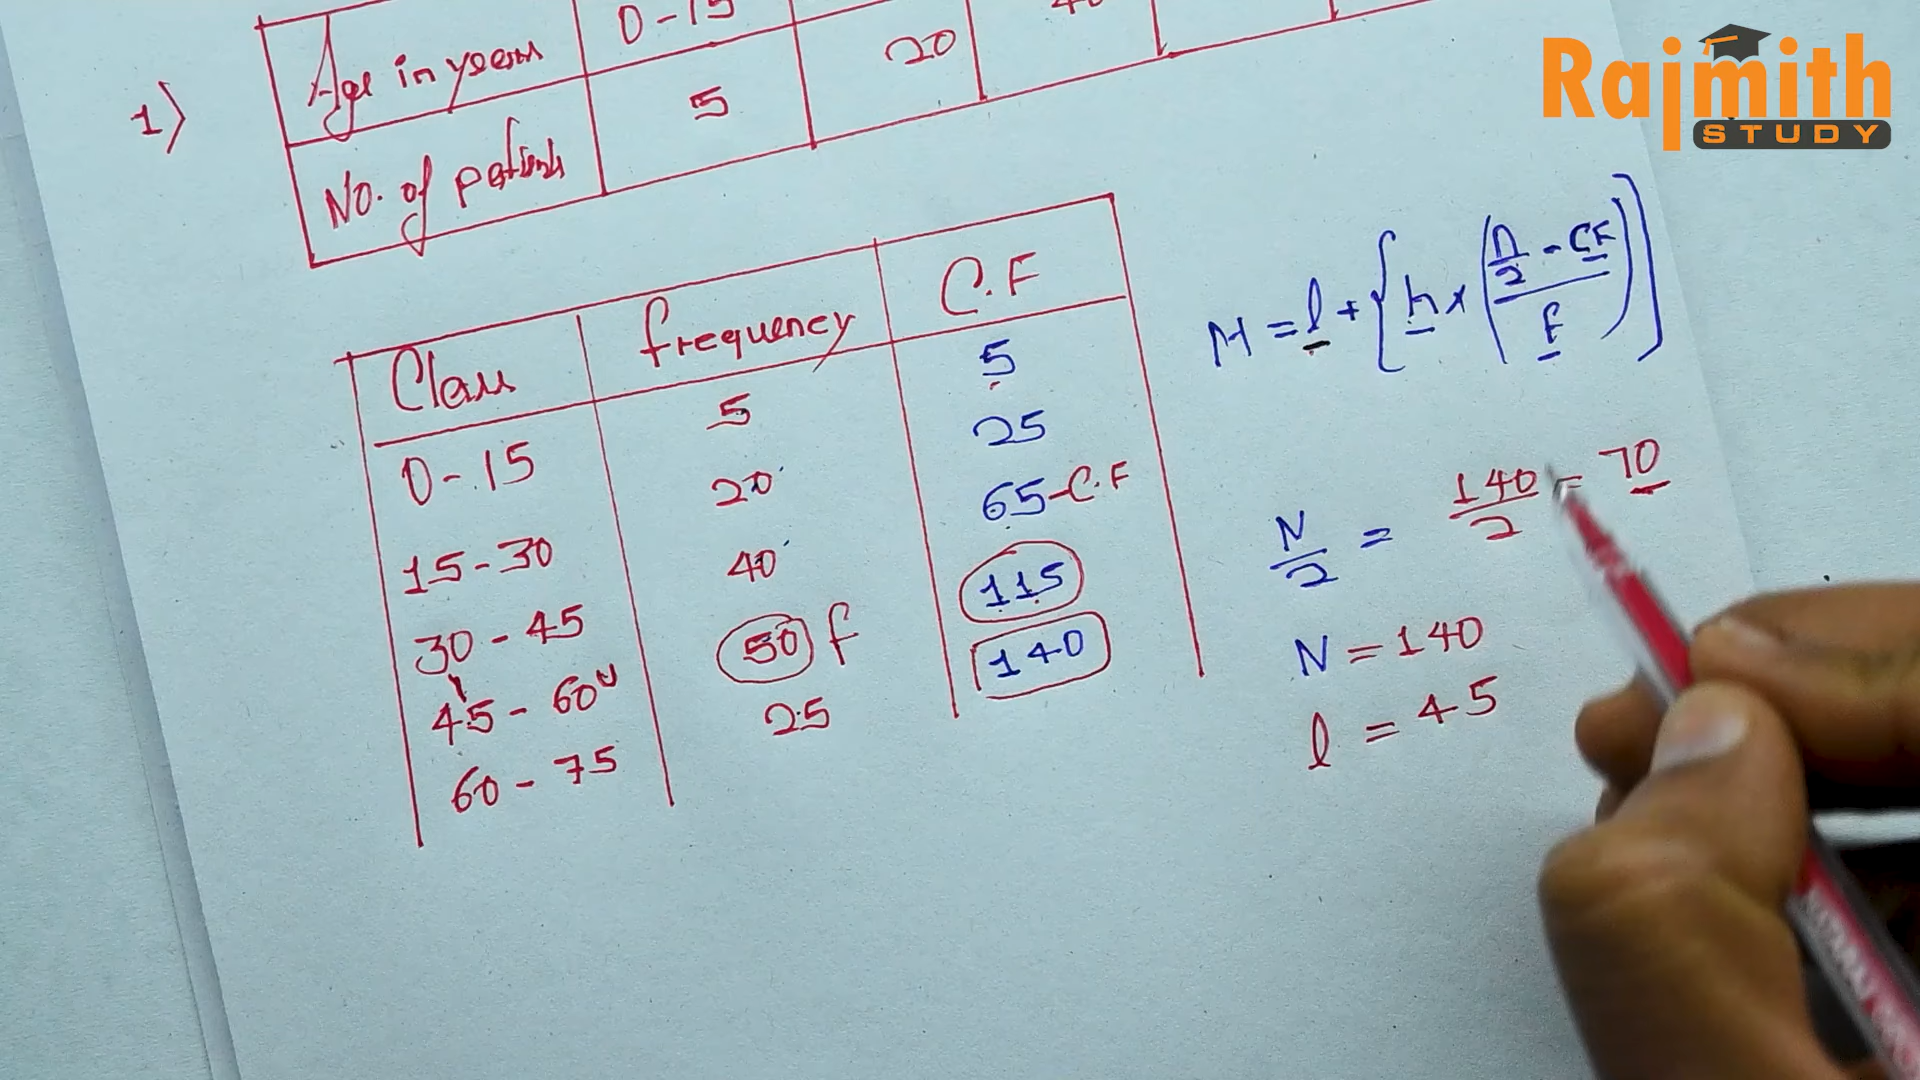 Rajmith
STUDY
1)
Age in years 0-15
No. of patients 5 20
Class frequency C.F
0-15 5 5
15-30 20 25
30-45 40 65-C.F
45-60 50 f 115
60-75 25 140
M = l + { h × ( n/2 - CF / f ) }
N/2 = 140/2 = 70
N = 140
l = 45